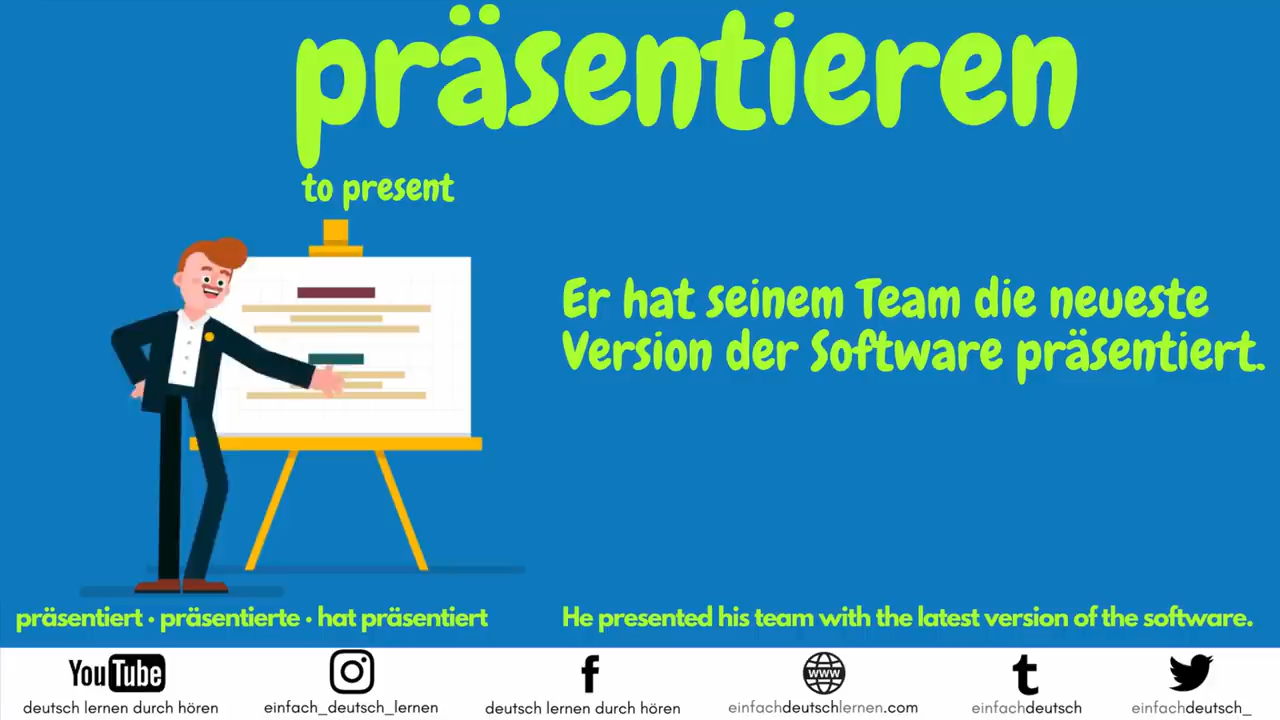 präsentieren
to present
Er hat seinem Team die neueste
Version der Software präsentiert.
präsentiert • präsentierte • hat präsentiert
He presented his team with the latest version of the software.
YouTube
deutsch lernen durch hören
einfach_deutsch_lernen
f
deutsch lernen durch hören
www
einfachdeutschlernen.com
t
einfachdeutsch
einfachdeutsch_